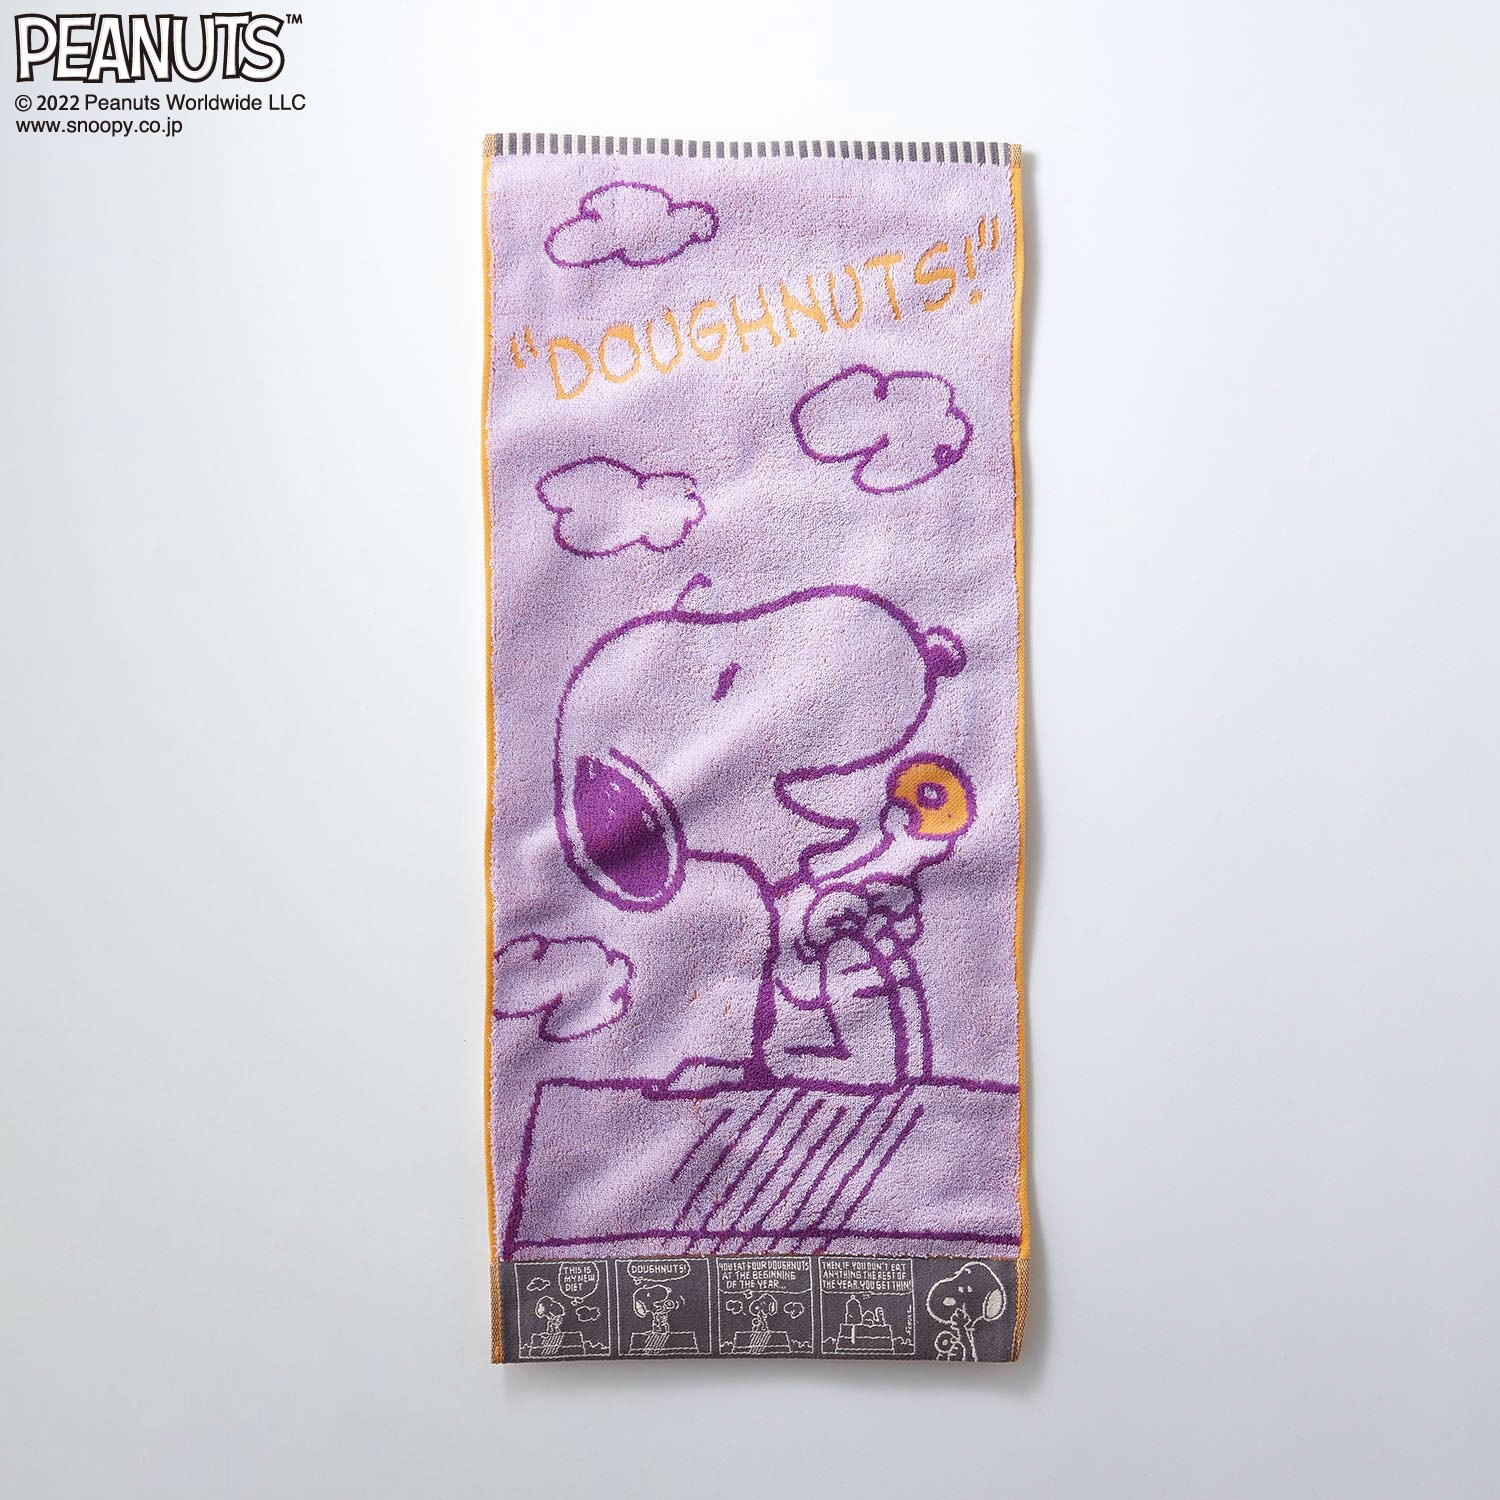 PEANUTS™
© 2022 Peanuts Worldwide LLC
www.snoopy.co.jp
"DOUGHNUTS!"
THIS IS
MY NEW
DIET
DOUGHNUTS!
YOU EAT FOUR DOUGHNUTS
AT THE BEGINNING
OF THE YEAR...
THEN, IF YOU DON'T EAT
ANYTHING THE REST OF
THE YEAR, YOU GET THIN!